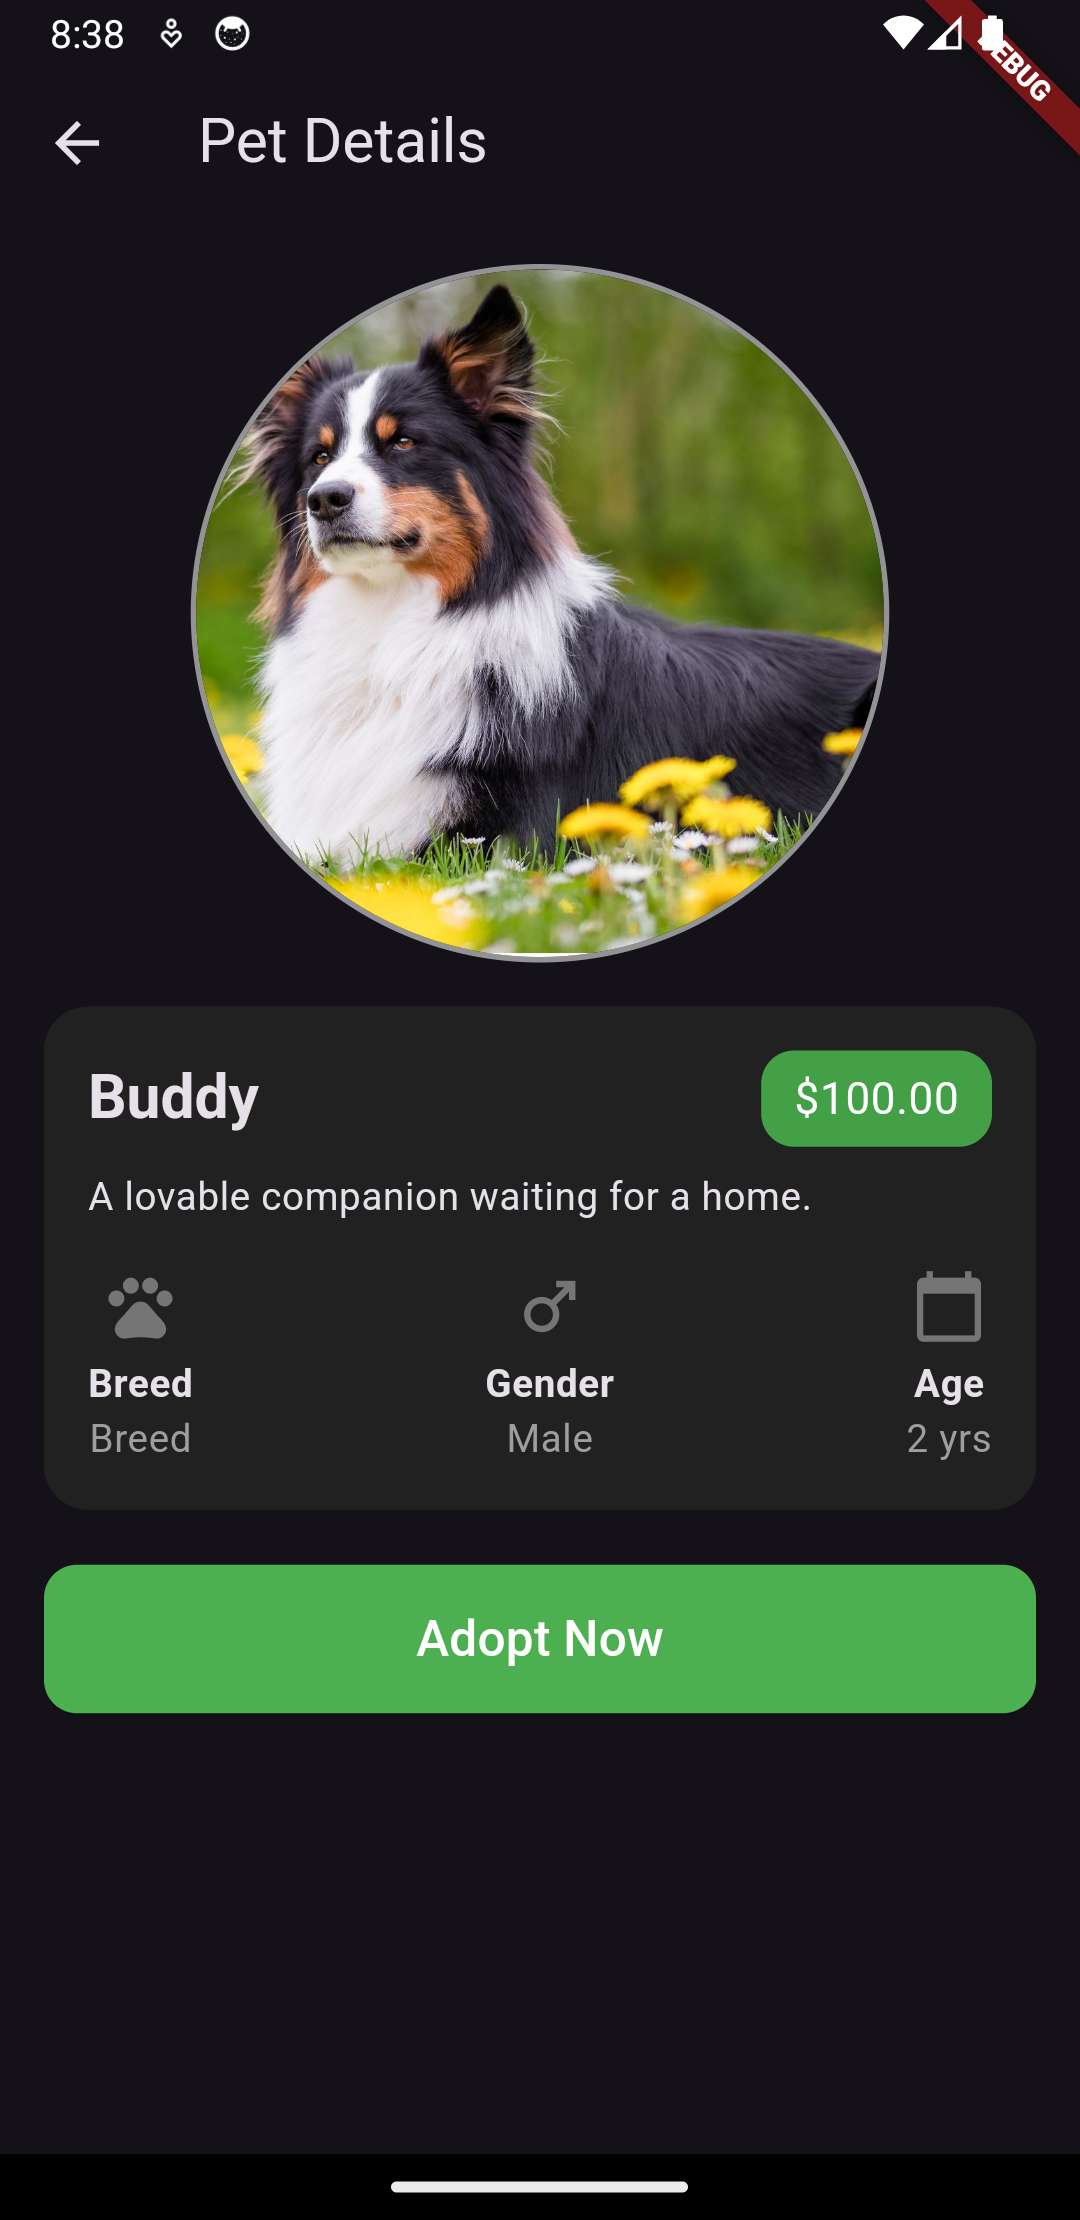 8:38
DEBUG
Pet Details
Buddy
$100.00
A lovable companion waiting for a home.
Breed
Gender
Age
Breed
Male
2 yrs
Adopt Now